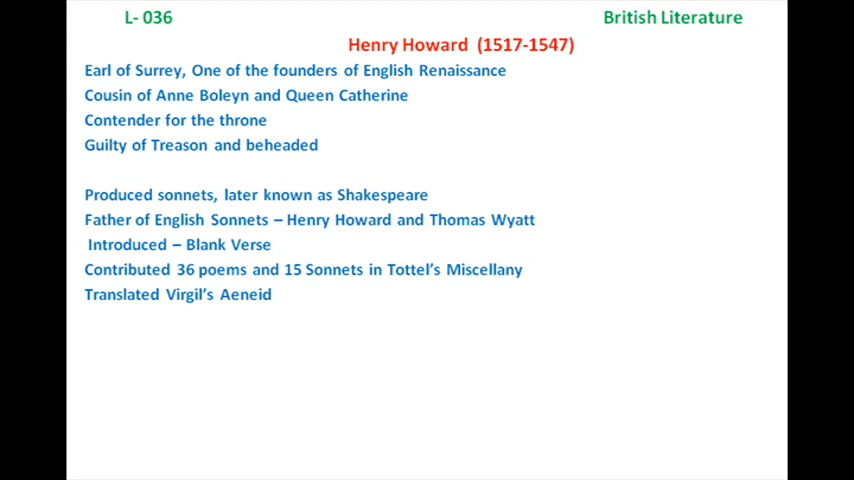 L- 036 British Literature
Henry Howard (1517-1547)
Earl of Surrey, One of the founders of English Renaissance
Cousin of Anne Boleyn and Queen Catherine
Contender for the throne
Guilty of Treason and beheaded
Produced sonnets, later known as Shakespeare
Father of English Sonnets – Henry Howard and Thomas Wyatt
Introduced – Blank Verse
Contributed 36 poems and 15 Sonnets in Tottel’s Miscellany
Translated Virgil’s Aeneid